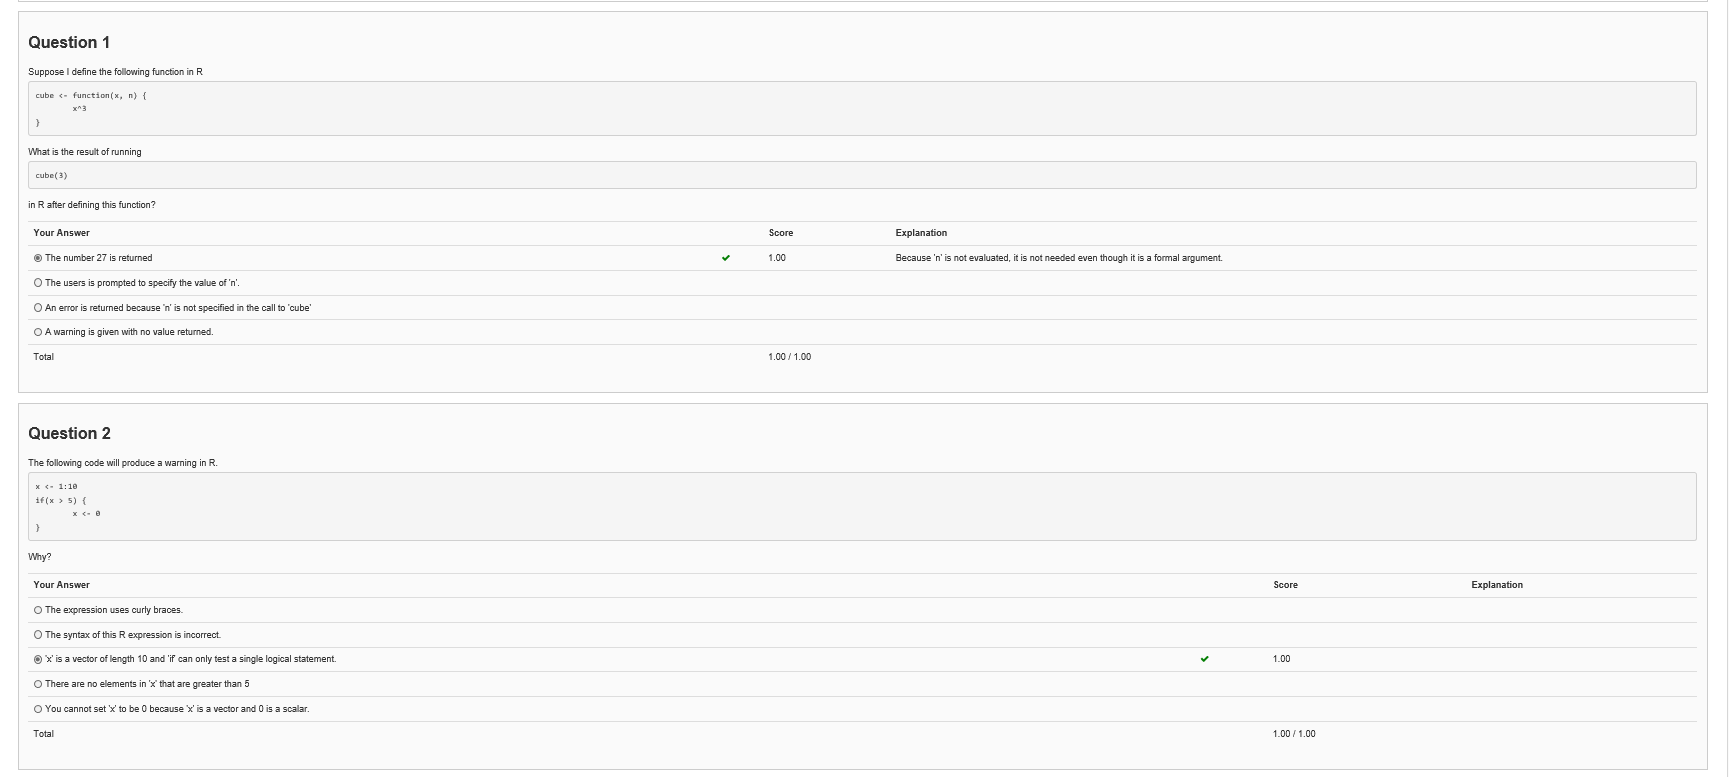 Question 1
Suppose I define the following function in R
cube <- function(x, n) {
        x^3
}
What is the result of running
cube(3)
in R after defining this function?
Your Answer Score Explanation
The number 27 is returned 1.00 Because 'n' is not evaluated, it is not needed even though it is a formal argument.
The users is prompted to specify the value of 'n'.
An error is returned because 'n' is not specified in the call to 'cube'
A warning is given with no value returned.
Total 1.00 / 1.00
Question 2
The following code will produce a warning in R.
x <- 1:10
if(x > 5) {
        x <- 0
}
Why?
Your Answer Score Explanation
The expression uses curly braces.
The syntax of this R expression is incorrect.
'x' is a vector of length 10 and 'if' can only test a single logical statement. 1.00
There are no elements in 'x' that are greater than 5
You cannot set 'x' to be 0 because 'x' is a vector and 0 is a scalar.
Total 1.00 / 1.00